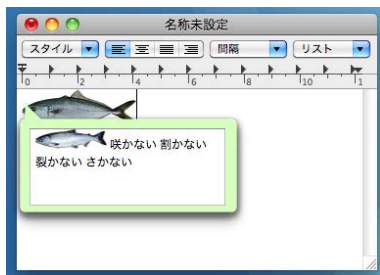 名称未設定
スタイル 間隔 リスト
0 2 4 6 8 10 1
咲かない 割かない
裂かない さかない